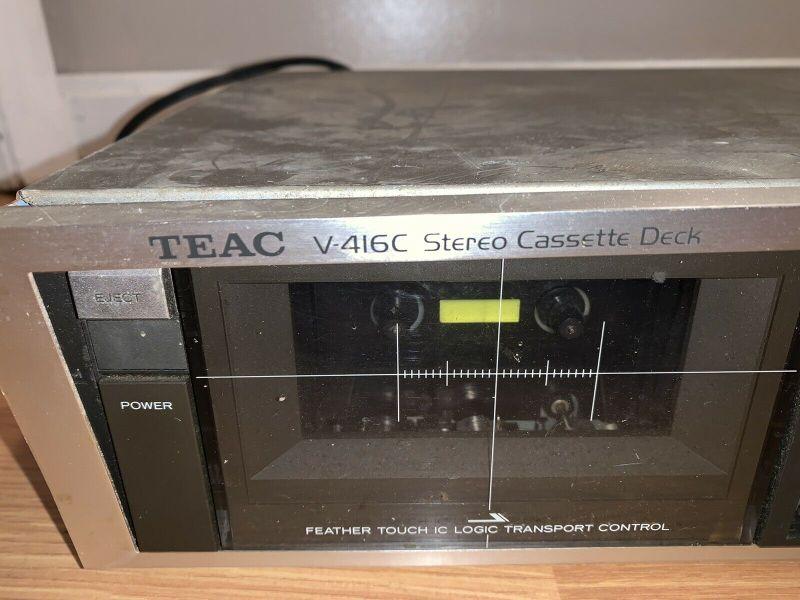 TEAC V-416C Stereo Cassette Deck
EJECT
POWER
FEATHER TOUCH IC LOGIC TRANSPORT CONTROL